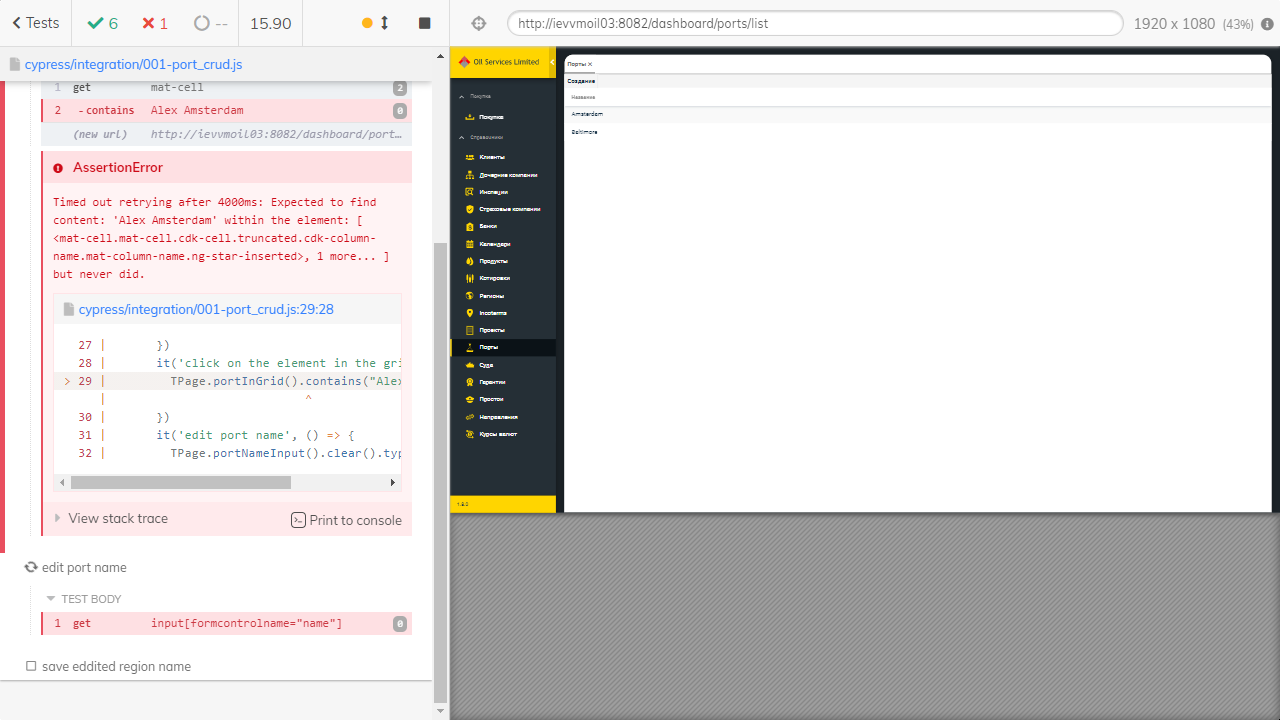 Tests
6
1
--
15.90
http://ievvmoil03:8082/dashboard/ports/list
1920 x 1080 (43%)
cypress/integration/001-port_crud.js
1 get mat-cell 2
2 -contains Alex Amsterdam 0
(new url) http://ievvmoil03:8082/dashboard/port…
AssertionError
Timed out retrying after 4000ms: Expected to find
content: 'Alex Amsterdam' within the element: [
<mat-cell.mat-cell.cdk-cell.truncated.cdk-column-
name.mat-column-name.ng-star-inserted>, 1 more... ]
but never did.
cypress/integration/001-port_crud.js:29:28
27 | })
28 | it('click on the element in the gri
> 29 | TPage.portInGrid().contains("Alex
| ^
30 | })
31 | it('edit port name', () => {
32 | TPage.portNameInput().clear().typ
View stack trace
Print to console
edit port name
TEST BODY
1 get input[formcontrolname="name"] 0
save eddited region name
Oil Services Limited
Покупка
Покупка
Справочники
Клиенты
Дочерние компании
Инспекции
Страховые компании
Банки
Календари
Продукты
Котировки
Регионы
Incoterms
Проекты
Порты
Суда
Гарантии
Простои
Направления
Курсы валют
1.5.0
Порты ×
Создание
Название
Amsterdam
Baltimore